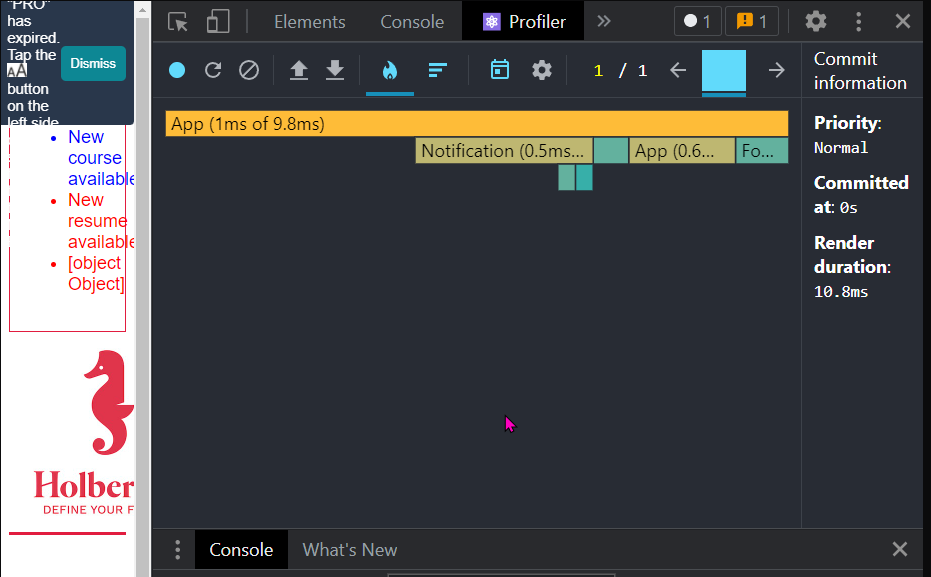 "PRO"
has
expired.
Tap the
AA
button
on the
left side
Dismiss
New
course
available
New
resume
available
[object
Object]
Holber
DEFINE YOUR F
Elements
Console
Profiler
1
1
1 / 1
App (1ms of 9.8ms)
Notification (0.5ms...
App (0.6...
Fo...
Commit
information
Priority:
Normal
Committed
at: 0s
Render
duration:
10.8ms
Console
What's New